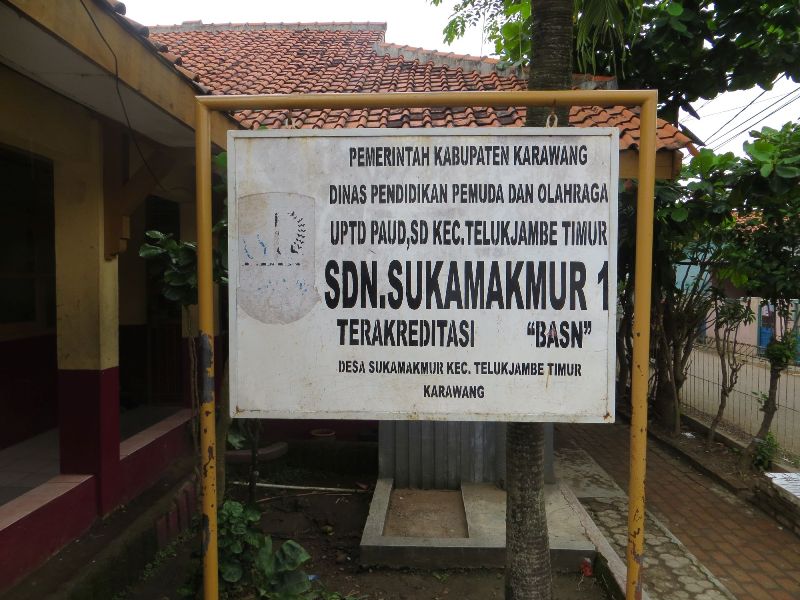 PEMERINTAH KABUPATEN KARAWANG
DINAS PENDIDIKAN PEMUDA DAN OLAHRAGA
UPTD PAUD,SD KEC.TELUKJAMBE TIMUR
SDN.SUKAMAKMUR 1
TERAKREDITASI "BASN"
DESA SUKAMAKMUR KEC. TELUKJAMBE TIMUR
KARAWANG